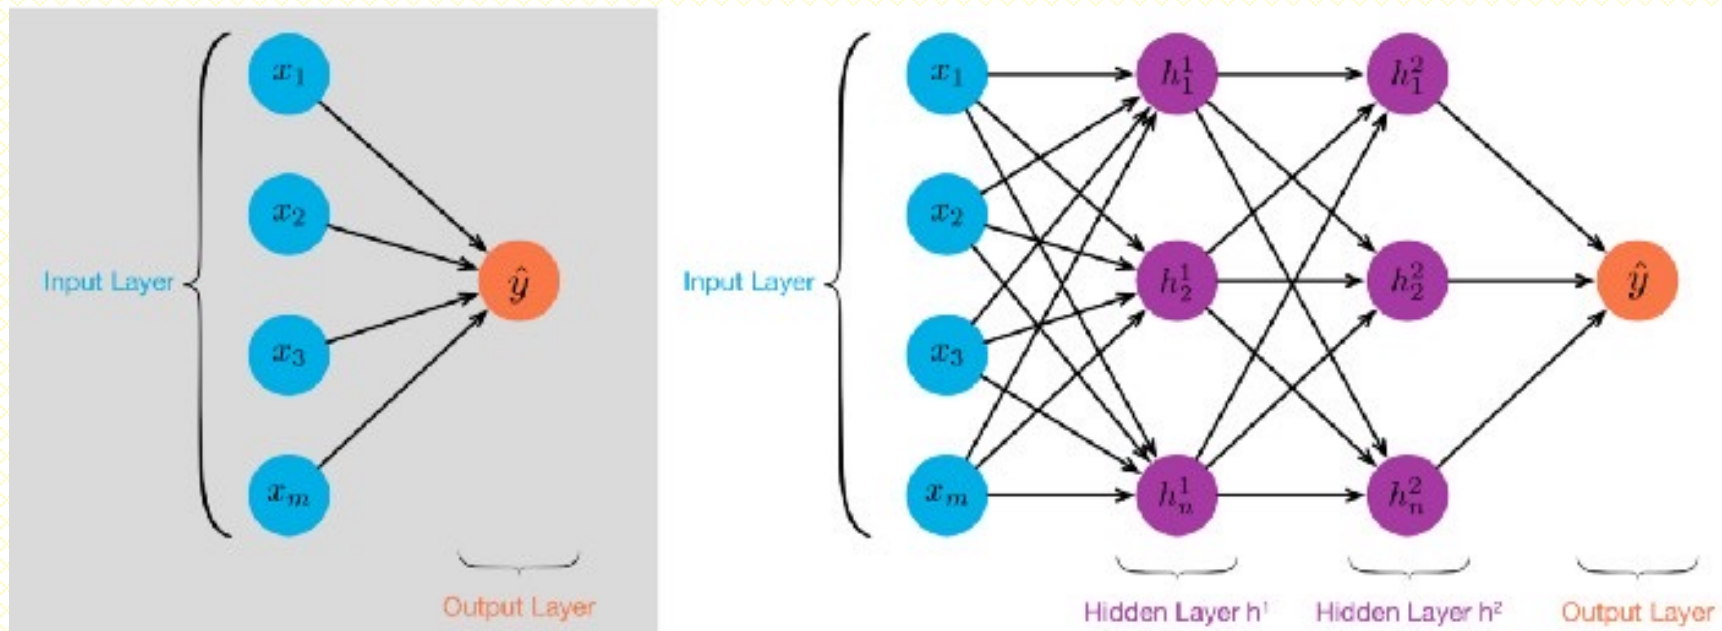 x₁
x₂
x₃
xₘ
Input Layer
ŷ
Output Layer
Input Layer
x₁
x₂
x₃
xₘ
h₁¹
h₂¹
hₙ¹
h₁²
h₂²
hₙ²
ŷ
Hidden Layer h¹
Hidden Layer h²
Output Layer